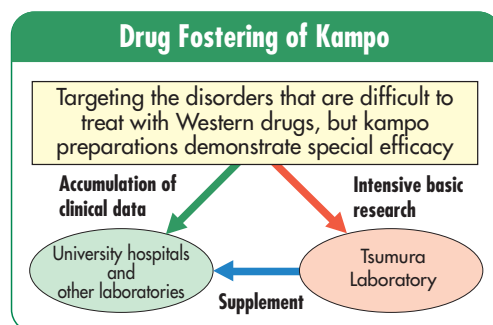 Drug Fostering of Kampo
Targeting the disorders that are difficult to
treat with Western drugs, but kampo
preparations demonstrate special efficacy
Accumulation of
clinical data
Intensive basic
research
University hospitals
and
other laboratories
Tsumura
Laboratory
Supplement